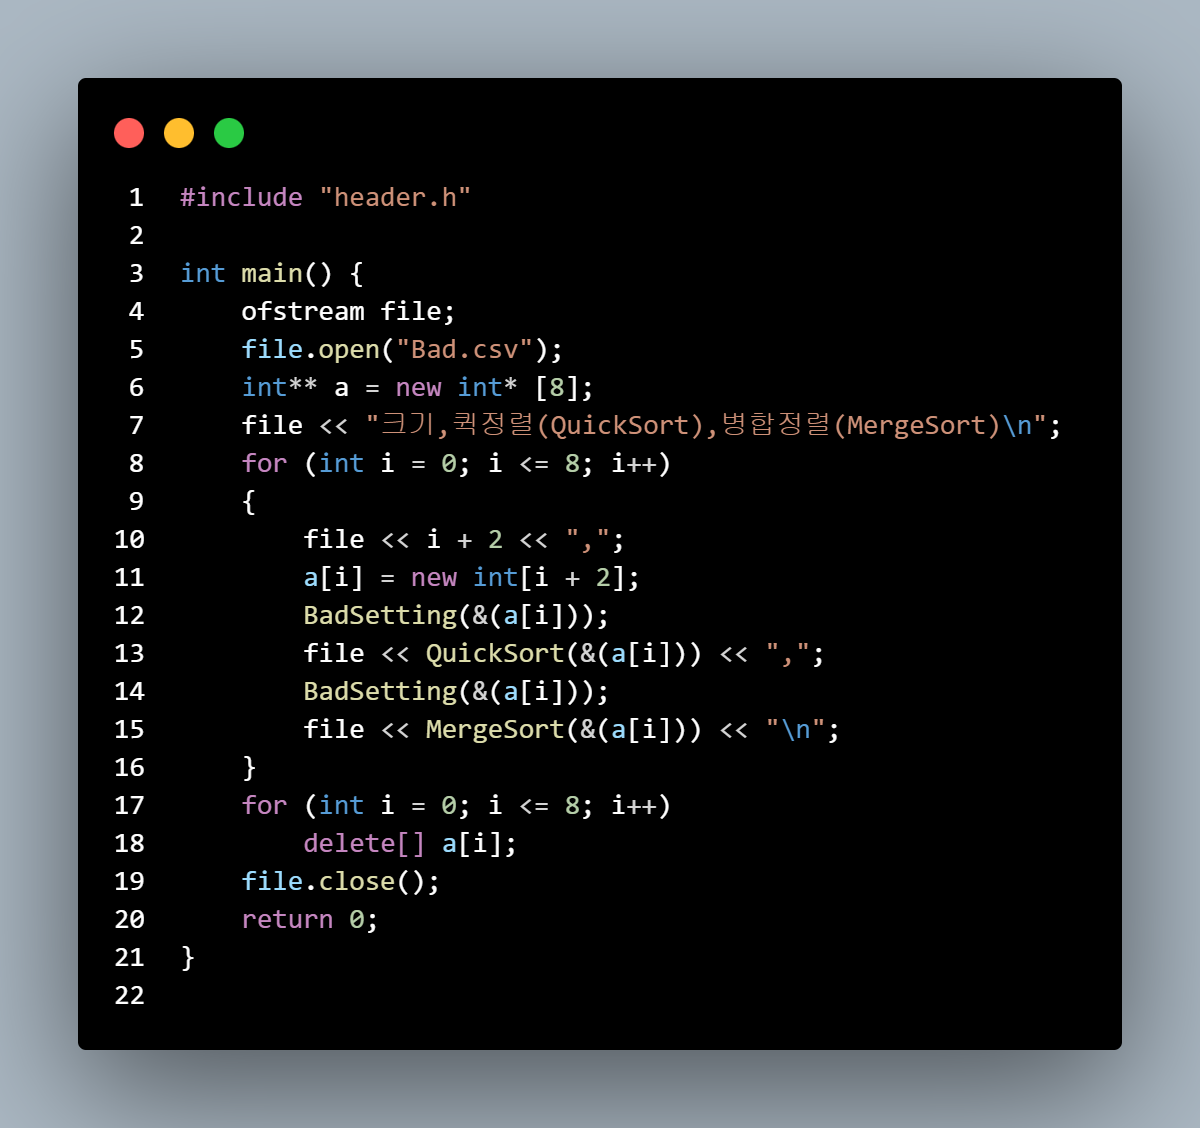 1 #include "header.h"
2
3 int main() {
4     ofstream file;
5     file.open("Bad.csv");
6     int** a = new int* [8];
7     file << "크기,퀵정렬(QuickSort),병합정렬(MergeSort)\n";
8     for (int i = 0; i <= 8; i++)
9     {
10         file << i + 2 << ",";
11         a[i] = new int[i + 2];
12         BadSetting(&(a[i]));
13         file << QuickSort(&(a[i])) << ",";
14         BadSetting(&(a[i]));
15         file << MergeSort(&(a[i])) << "\n";
16     }
17     for (int i = 0; i <= 8; i++)
18         delete[] a[i];
19     file.close();
20     return 0;
21 }
22